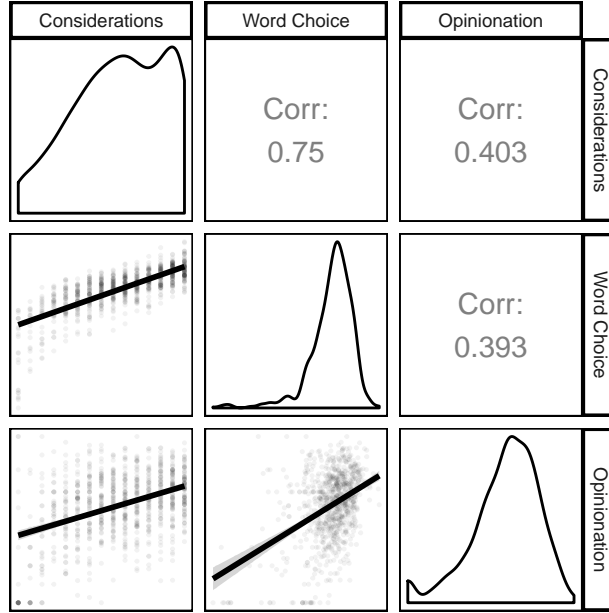 Considerations
Word Choice
Opinionation
Corr:
0.75
Corr:
0.403
Considerations
Corr:
0.393
Word Choice
Opinionation